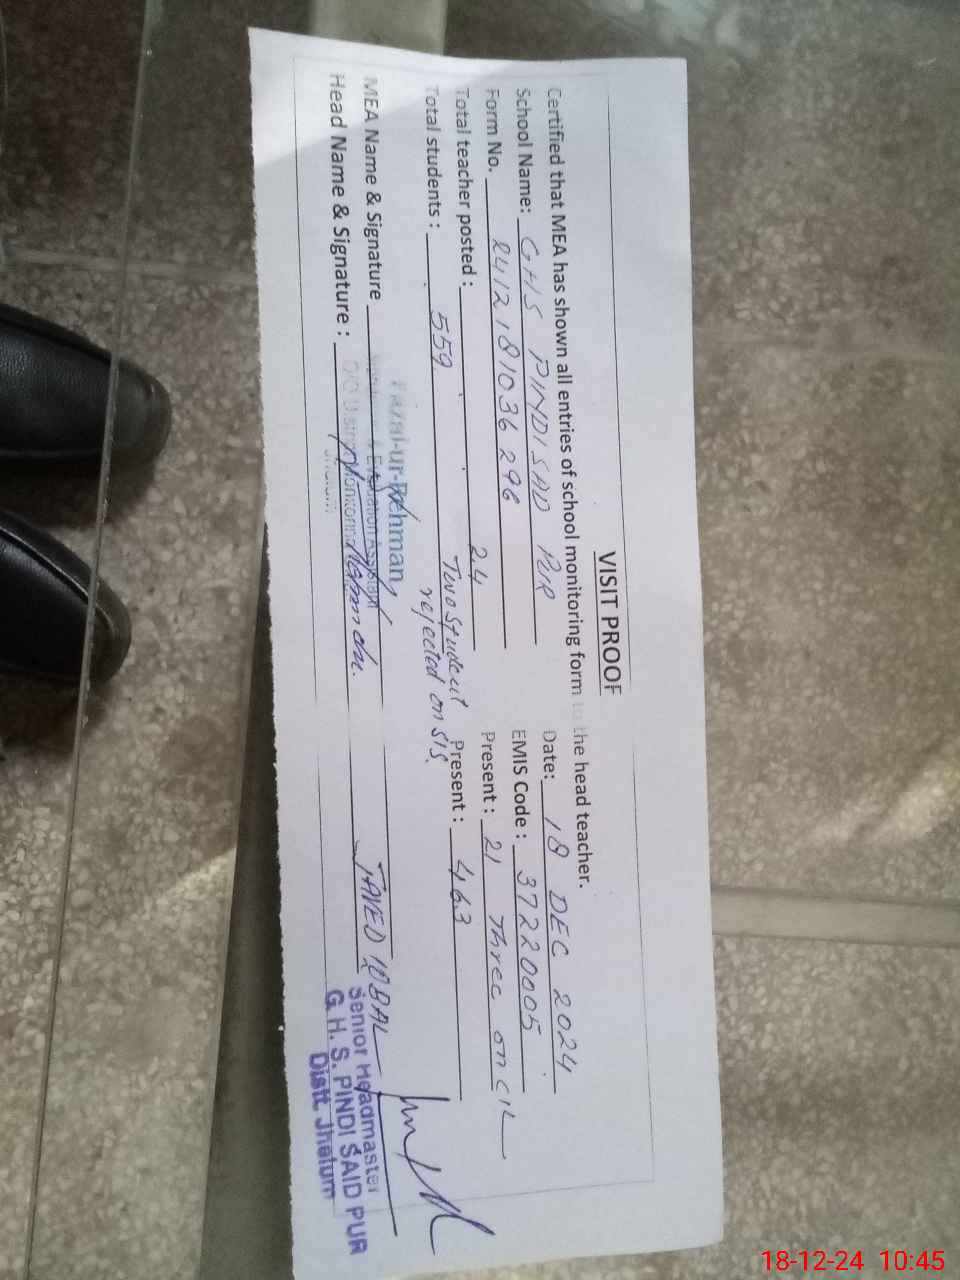 VISIT PROOF
Certified that MEA has shown all entries of school monitoring form to the head teacher.
School Name: GHS PINDI SAID PUR Date: 18 DEC 2024
Form No. 2412181036296 EMIS Code : 37220005
Total teacher posted : 24 Present : 21 Three on C/L
Total students : 559 Two student rejected on SIS. Present : 463
-ur-Rehman
MEA Name & Signature
Monitoring & Evaluation Assistant
Head Name & Signature : JAVED IQBAL
Senior Headmaster
G. H. S. PINDI SAID PUR
Distt. Jhelum
18-12-24 10:45